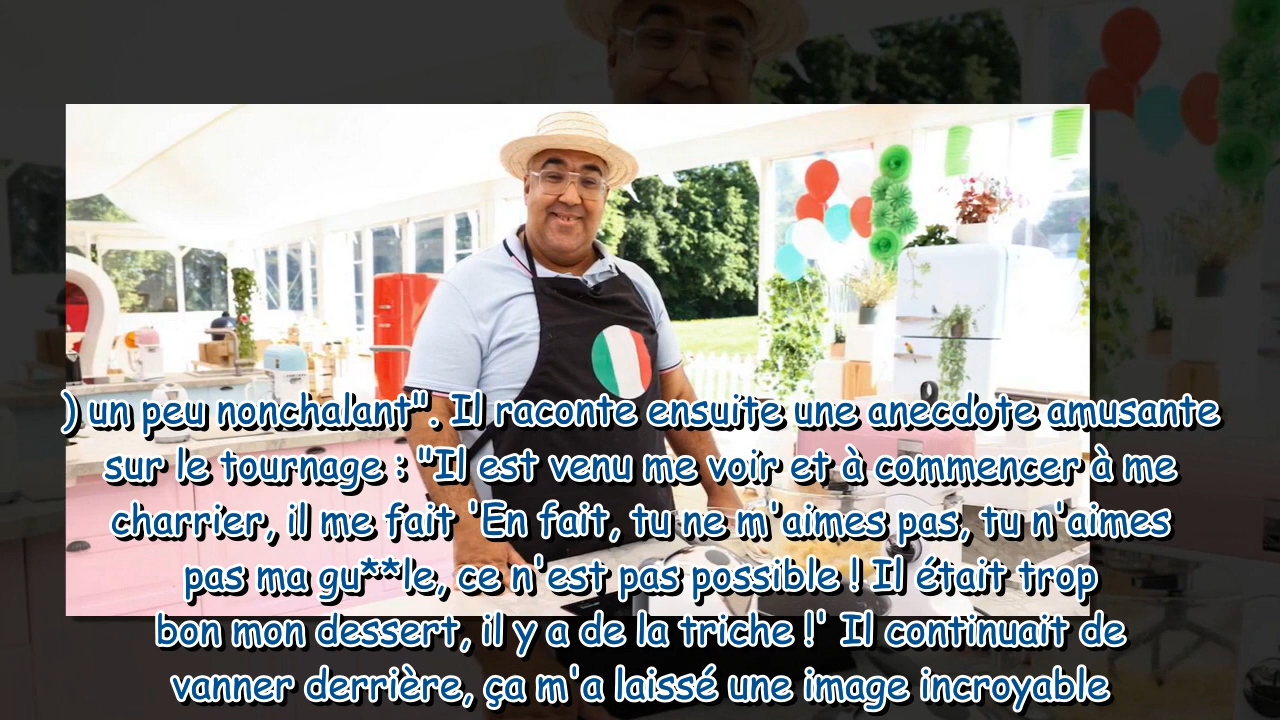 ) un peu nonchalant". Il raconte ensuite une anecdote amusante
sur le tournage : "Il est venu me voir et à commencer à me
charrier, il me fait 'En fait, tu ne m'aimes pas, tu n'aimes
pas ma gu**le, ce n'est pas possible ! Il était trop
bon mon dessert, il y a de la triche !' Il continuait de
vanner derrière, ça m'a laissé une image incroyable